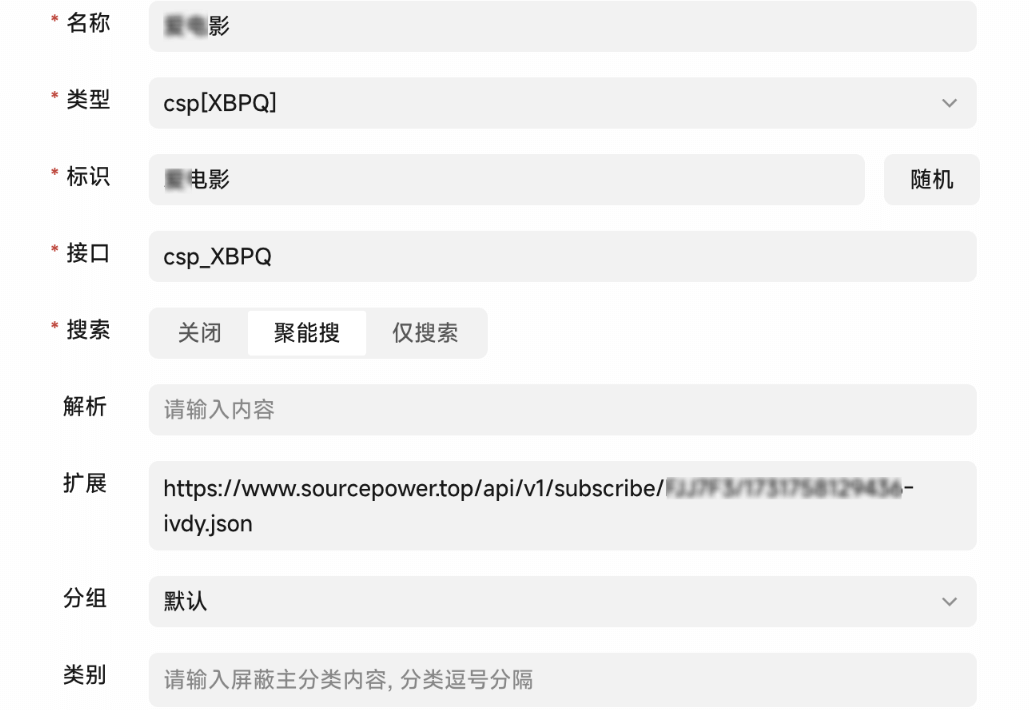 * 名称
影
* 类型
csp[XBPQ]
* 标识
电影
随机
* 接口
csp_XBPQ
* 搜索
关闭
聚能搜
仅搜索
解析
请输入内容
扩展
https://www.sourcepower.top/api/v1/subscribe/
-
ivdy.json
分组
默认
类别
请输入屏蔽主分类内容, 分类逗号分隔